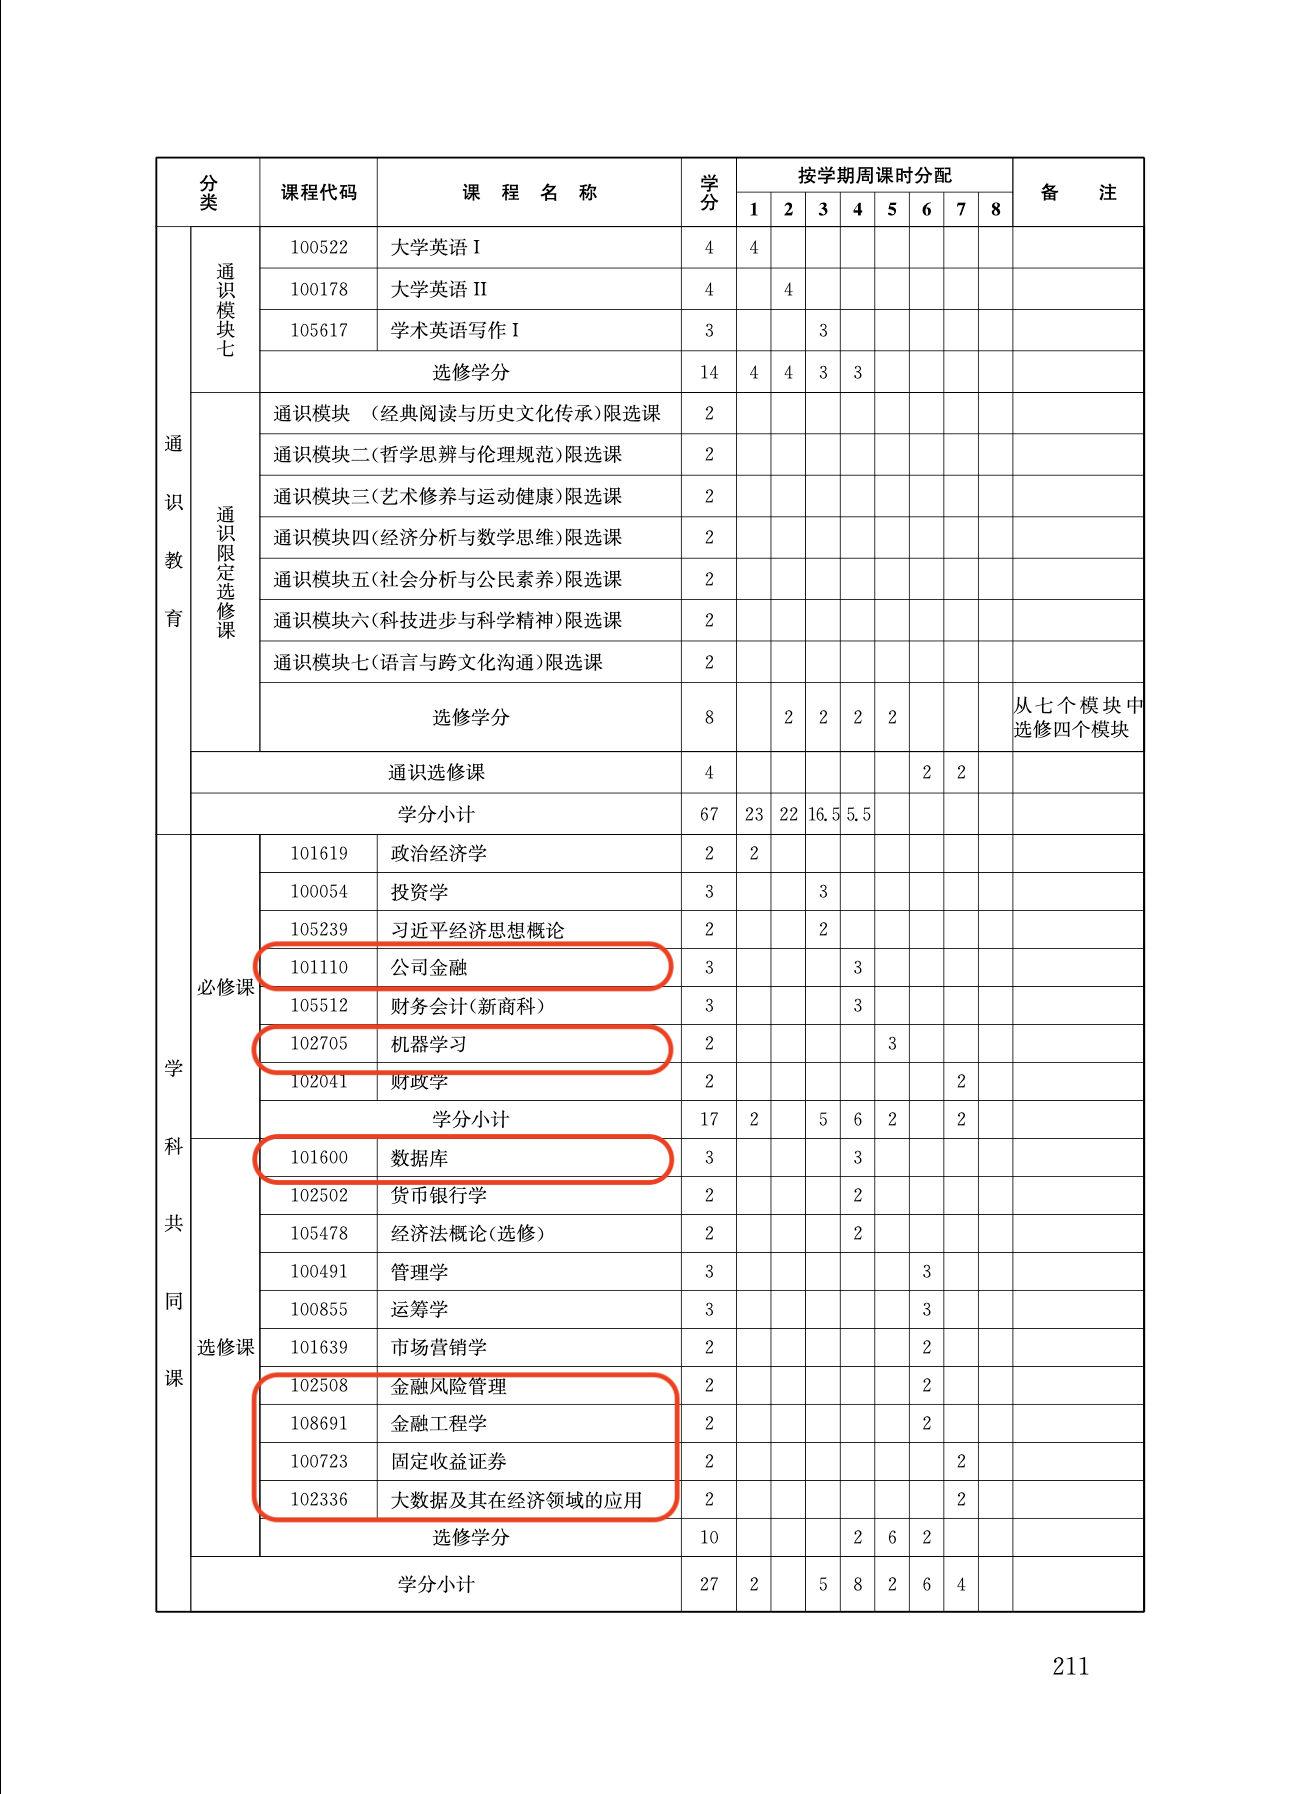 分类 课程代码 课程名称 学分 按学期周课时分配 备注
1 2 3 4 5 6 7 8
通识教育
通识模块七
100522 大学英语 I 4 4
100178 大学英语 II 4 4
105617 学术英语写作 I 3 3
选修学分 14 4 4 3 3
通识限定选修课
通识模块 (经典阅读与历史文化传承)限选课 2
通识模块二(哲学思辨与伦理规范)限选课 2
通识模块三(艺术修养与运动健康)限选课 2
通识模块四(经济分析与数学思维)限选课 2
通识模块五(社会分析与公民素养)限选课 2
通识模块六(科技进步与科学精神)限选课 2
通识模块七(语言与跨文化沟通)限选课 2
选修学分 8 2 2 2 2 从七个模块中
选修四个模块
通识选修课 4 2 2
学分小计 67 23 22 16.5 5.5
学科共同课
必修课
101619 政治经济学 2 2
100054 投资学 3 3
105239 习近平经济思想概论 2 2
101110 公司金融 3 3
105512 财务会计(新商科) 3 3
102705 机器学习 2 3
102041 财政学 2 2
学分小计 17 2 5 6 2 2
选修课
101600 数据库 3 3
102502 货币银行学 2 2
105478 经济法概论(选修) 2 2
100491 管理学 3 3
100855 运筹学 3 3
101639 市场营销学 2 2
102508 金融风险管理 2 2
108691 金融工程学 2 2
100723 固定收益证券 2 2
102336 大数据及其在经济领域的应用 2 2
选修学分 10 2 6 2
学分小计 27 2 5 8 2 6 4
211